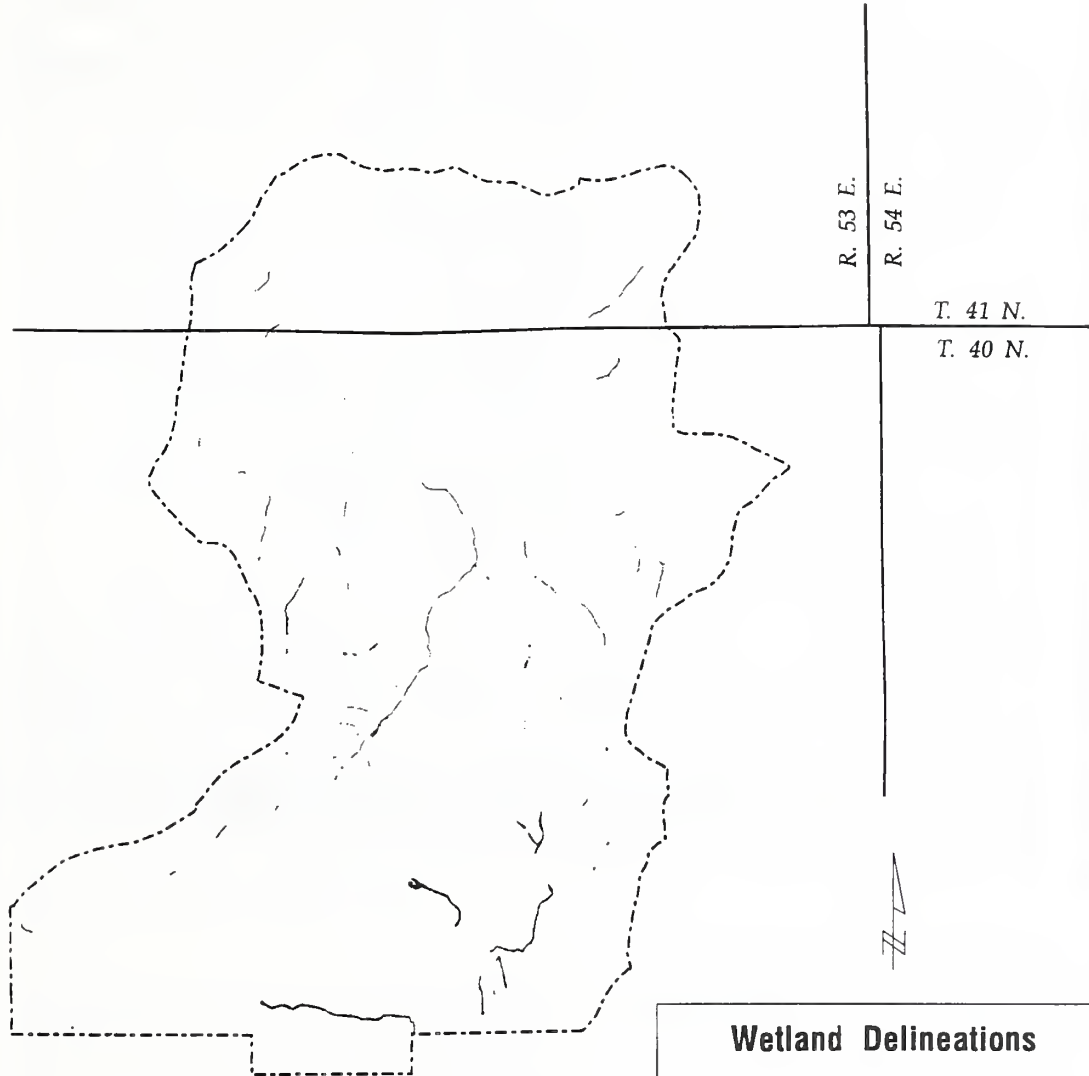 R. 53 E.
R. 54 E.
T. 41 N.
T. 40 N.
N
Wetland Delineations